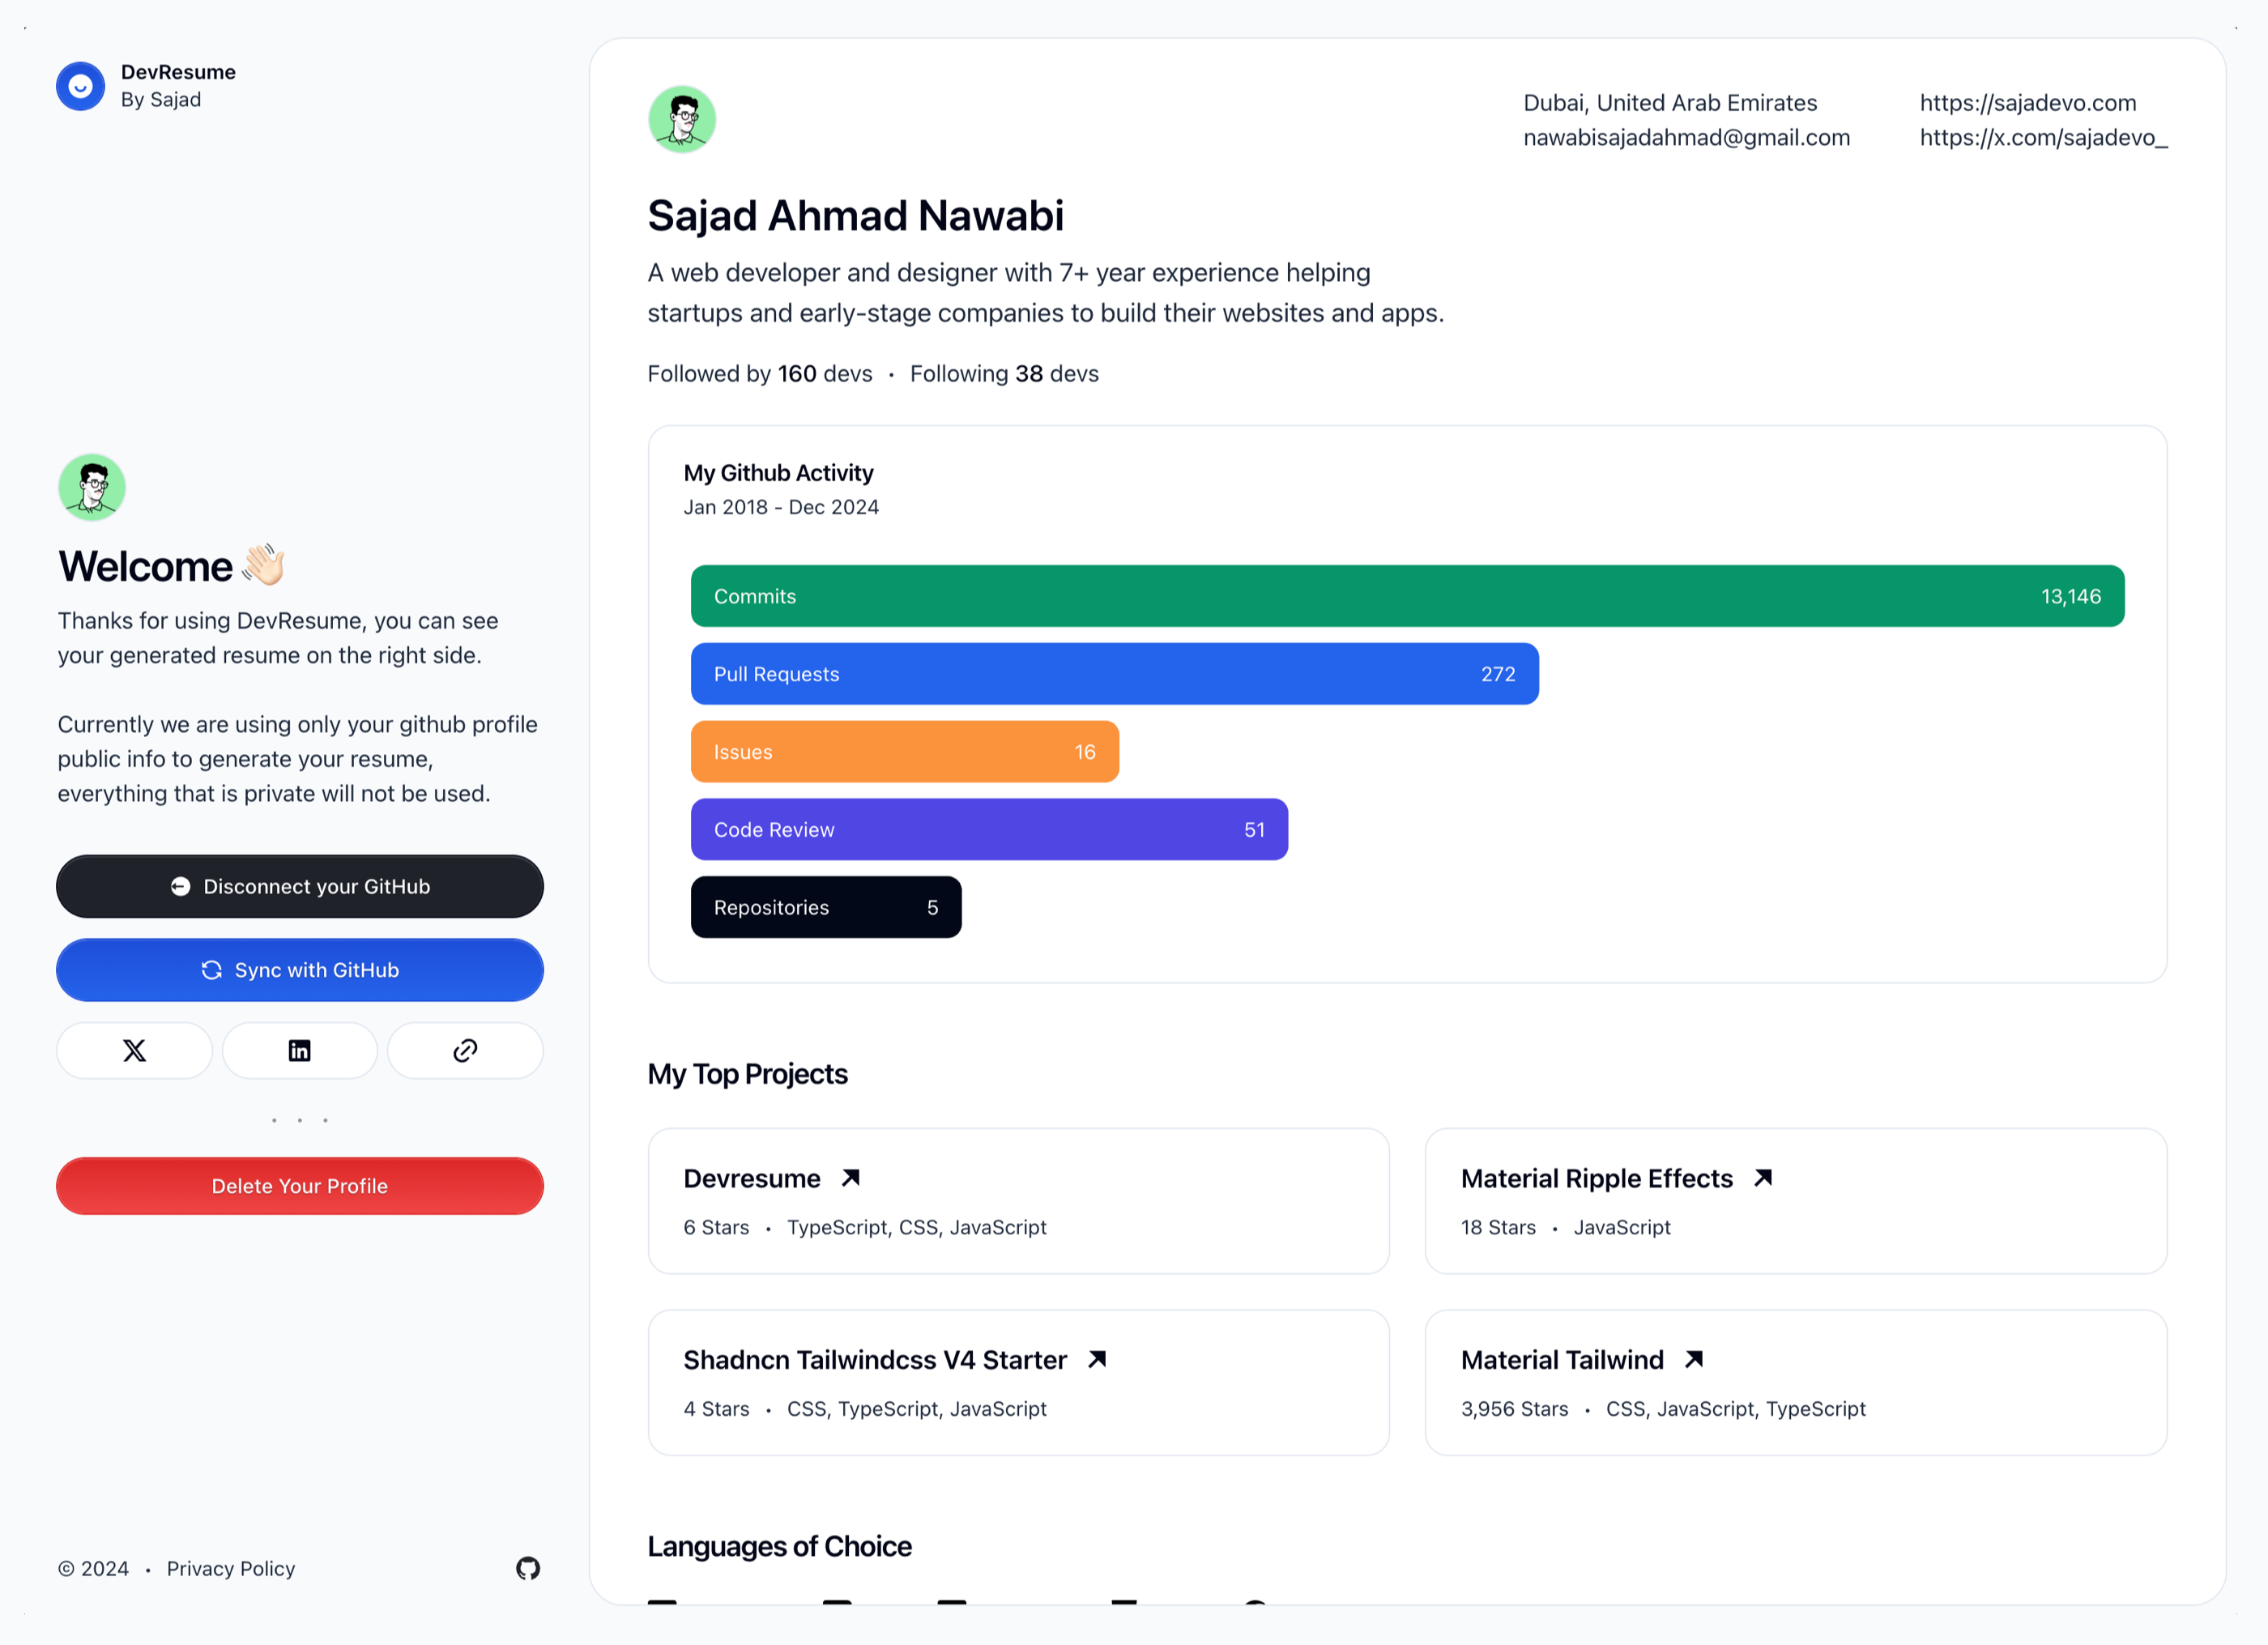 DevResume
By Sajad
Welcome 👋🏻
Thanks for using DevResume, you can see
your generated resume on the right side.
Currently we are using only your github profile
public info to generate your resume,
everything that is private will not be used.
Disconnect your GitHub
Sync with GitHub
Delete Your Profile
© 2024 • Privacy Policy
Dubai, United Arab Emirates
nawabisajadahmad@gmail.com
https://sajadevo.com
https://x.com/sajadevo_
Sajad Ahmad Nawabi
A web developer and designer with 7+ year experience helping
startups and early-stage companies to build their websites and apps.
Followed by 160 devs • Following 38 devs
My Github Activity
Jan 2018 - Dec 2024
Commits 13,146
Pull Requests 272
Issues 16
Code Review 51
Repositories 5
My Top Projects
Devresume
6 Stars • TypeScript, CSS, JavaScript
Material Ripple Effects
18 Stars • JavaScript
Shadncn Tailwindcss V4 Starter
4 Stars • CSS, TypeScript, JavaScript
Material Tailwind
3,956 Stars • CSS, JavaScript, TypeScript
Languages of Choice